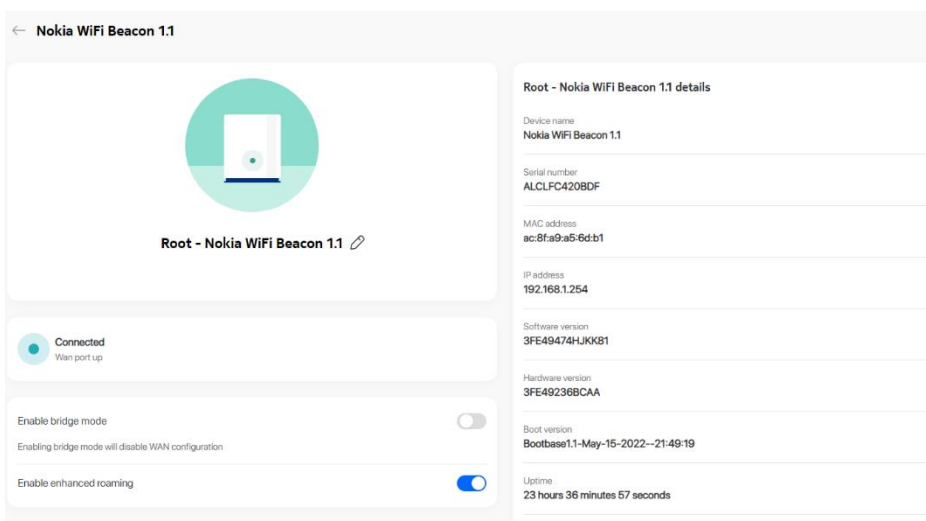 Nokia WiFi Beacon 1.1
Root - Nokia WiFi Beacon 1.1
Connected
Wan port up
Enable bridge mode
Enabling bridge mode will disable WAN configuration
Enable enhanced roaming
Root - Nokia WiFi Beacon 1.1 details
Device name
Nokia WiFi Beacon 1.1
Serial number
ALCLFC420BDF
MAC address
ac:8f:a9:a5:6d:b1
IP address
192.168.1.254
Software version
3FE49474HJKK81
Hardware version
3FE49236BCAA
Boot version
Bootbase1.1-May-15-2022--21:49:19
Uptime
23 hours 36 minutes 57 seconds